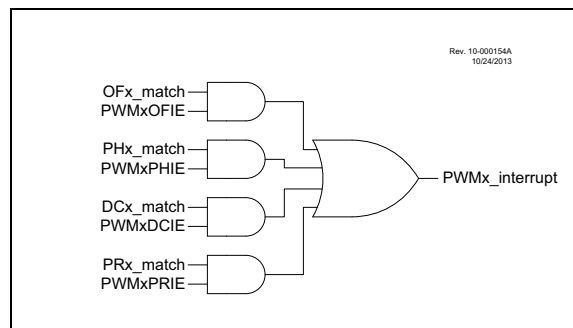 Rev. 10-000154A
10/24/2013
OFx_match
PWMxOFIE
PHx_match
PWMxPHIE
DCx_match
PWMxDCIE
PRx_match
PWMxPRIE
PWMx_interrupt